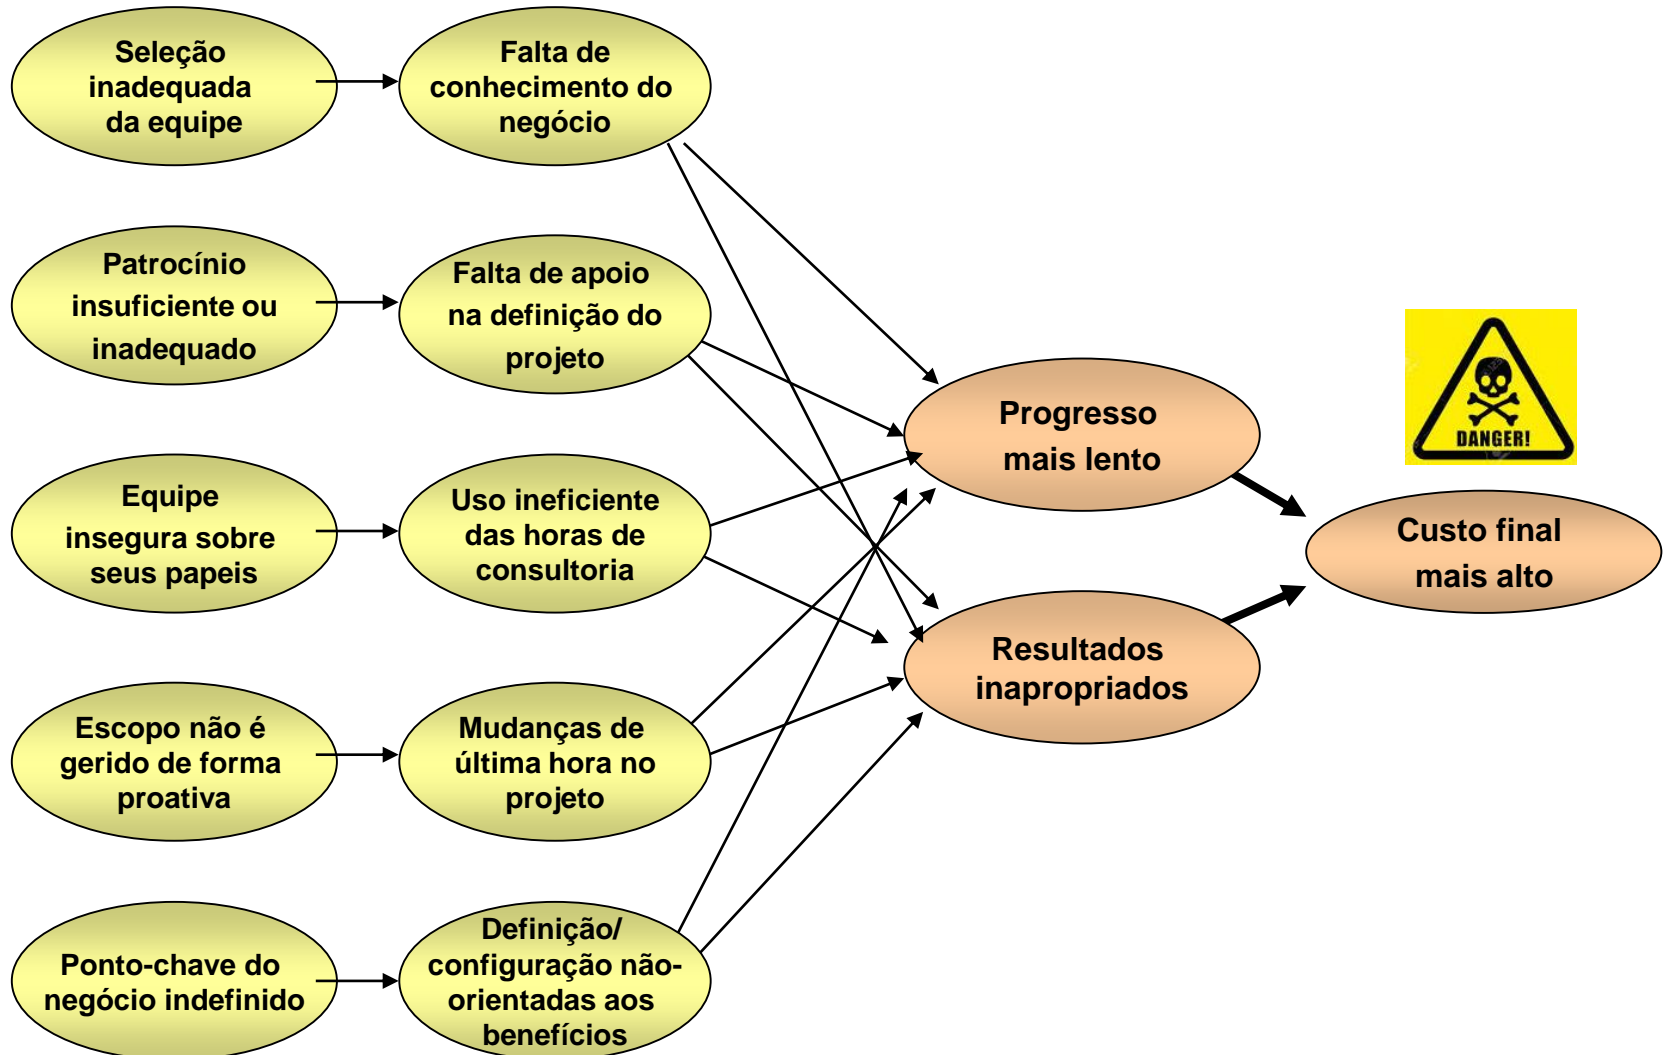 Seleção
inadequada
da equipe
Falta de
conhecimento do
negócio
Patrocínio
insuficiente ou
inadequado
Falta de apoio
na definição do
projeto
Equipe
insegura sobre
seus papeis
Uso ineficiente
das horas de
consultoria
Escopo não é
gerido de forma
proativa
Mudanças de
última hora no
projeto
Ponto-chave do
negócio indefinido
Definição/
configuração não-
orientadas aos
benefícios
Progresso
mais lento
Resultados
inapropriados
DANGER!
Custo final
mais alto